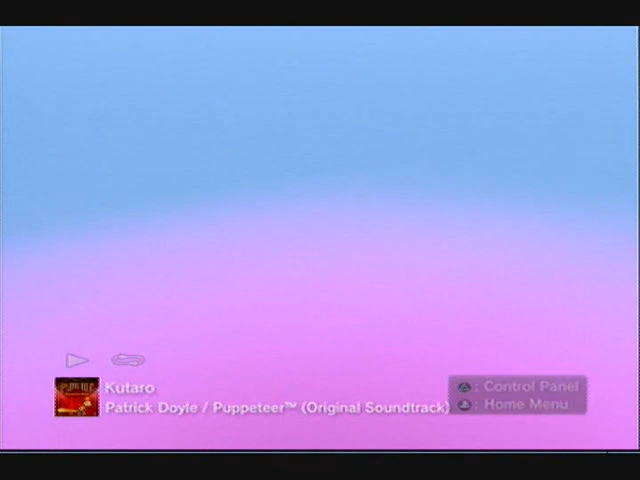 Kutaro
Patrick Doyle / Puppeteer™ (Original Soundtrack)
: Control Panel
: Home Menu